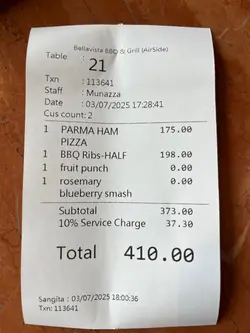 Bellavista BBQ & Grill (AirSide)
Table : 21
Txn : 113641
Staff : Munazza
Date : 03/07/2025 17:28:41
Cus count: 2
1 PARMA HAM PIZZA 175.00
1 BBQ Ribs-HALF 198.00
1 fruit punch 0.00
1 rosemary blueberry smash 0.00
Subtotal 373.00
10% Service Charge 37.30
Total 410.00
Sangita : 03/07/2025 18:00:36
Txn: 113641